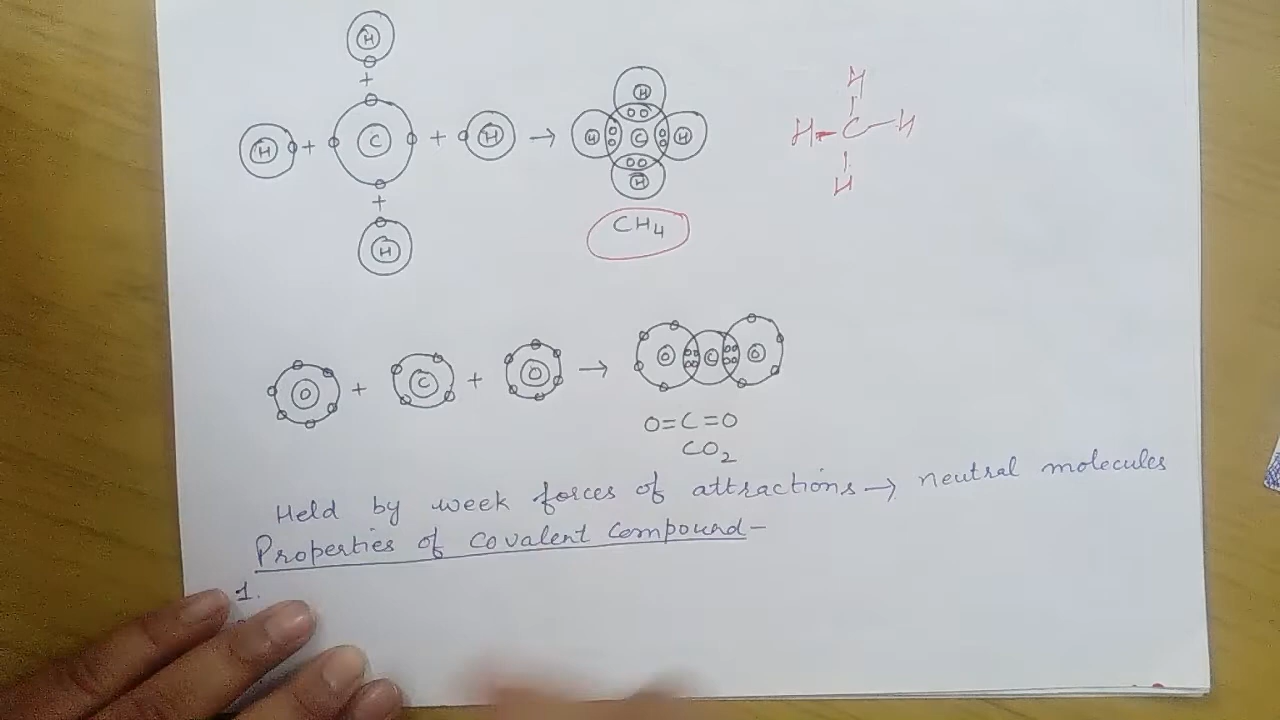 H
+
H + C + H → H H C H H
+
H
CH4
H
H - C - H
H
O + C + O → O C O
O=C=O
CO2
Held by week forces of attractions → neutral molecules
Properties of covalent compound -
1.